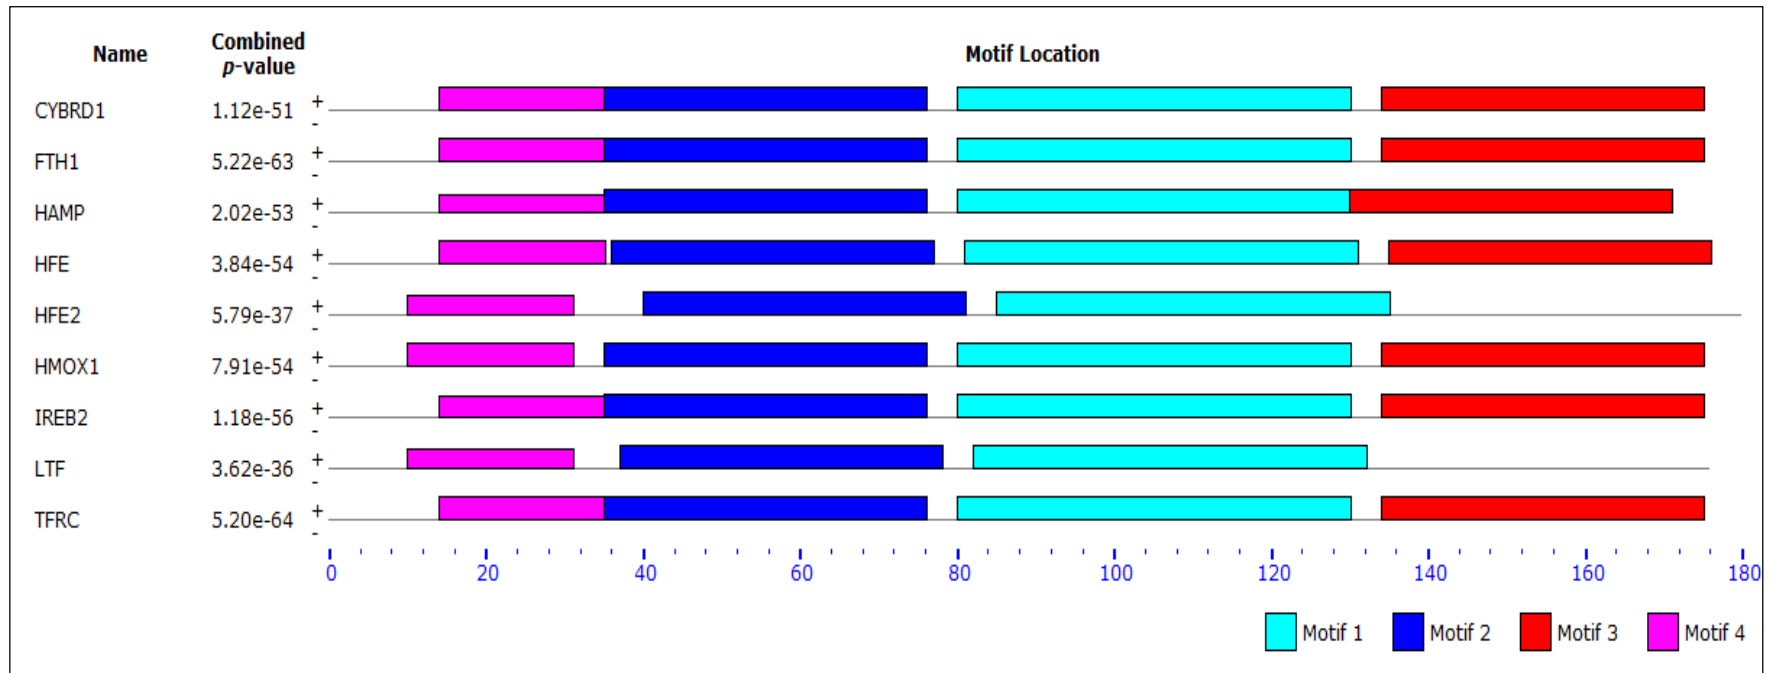 Name Combined p-value Motif Location
CYBRD1 1.12e-51 + -
FTH1 5.22e-63 + -
HAMP 2.02e-53 + -
HFE 3.84e-54 + -
HFE2 5.79e-37 + -
HMOX1 7.91e-54 + -
IREB2 1.18e-56 + -
LTF 3.62e-36 + -
TFRC 5.20e-64 + -
0 20 40 60 80 100 120 140 160 180
Motif 1 Motif 2 Motif 3 Motif 4